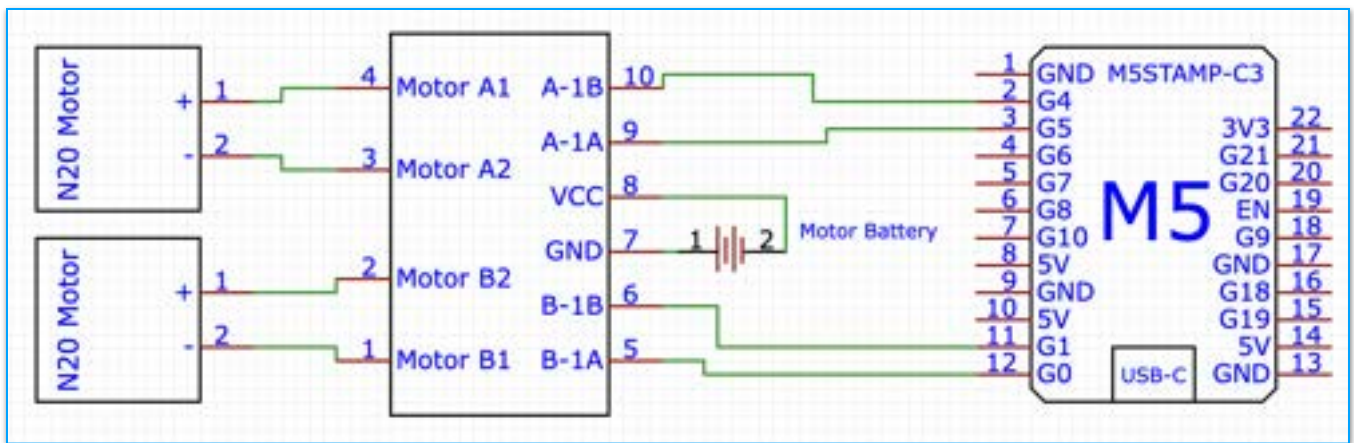 N20 Motor
+
1
-
2
N20 Motor
+
1
-
2
4
Motor A1
3
Motor A2
2
Motor B2
1
Motor B1
A-1B
10
A-1A
9
VCC
8
GND
7
B-1B
6
B-1A
5
1
2
Motor Battery
M5STAMP-C3
M5
USB-C
1
GND
2
G4
3
G5
4
G6
5
G7
6
G8
7
G10
8
5V
9
GND
10
5V
11
G1
12
G0
3V3
22
G21
21
G20
20
EN
19
G9
18
GND
17
G18
16
G19
15
5V
14
GND
13